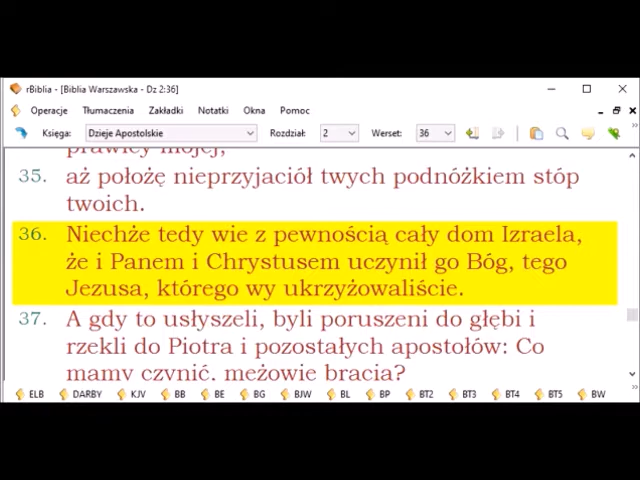 rBiblia - [Biblia Warszawska - Dz 2:36]
Operacje Tłumaczenia Zakładki Notatki Okna Pomoc
Księga: Dzieje Apostolskie Rozdział: 2 Werset: 36
prawicy mojej,
35. aż położę nieprzyjaciół twych podnóżkiem stóp
twoich.
36. Niechże tedy wie z pewnością cały dom Izraela,
że i Panem i Chrystusem uczynił go Bóg, tego
Jezusa, którego wy ukrzyżowaliście.
37. A gdy to usłyszeli, byli poruszeni do głębi i
rzekli do Piotra i pozostałych apostołów: Co
mamy czynić, mężowie bracia?
ELB DARBY KJV BB BE BG BJW BL BP BT2 BT3 BT4 BT5 BW